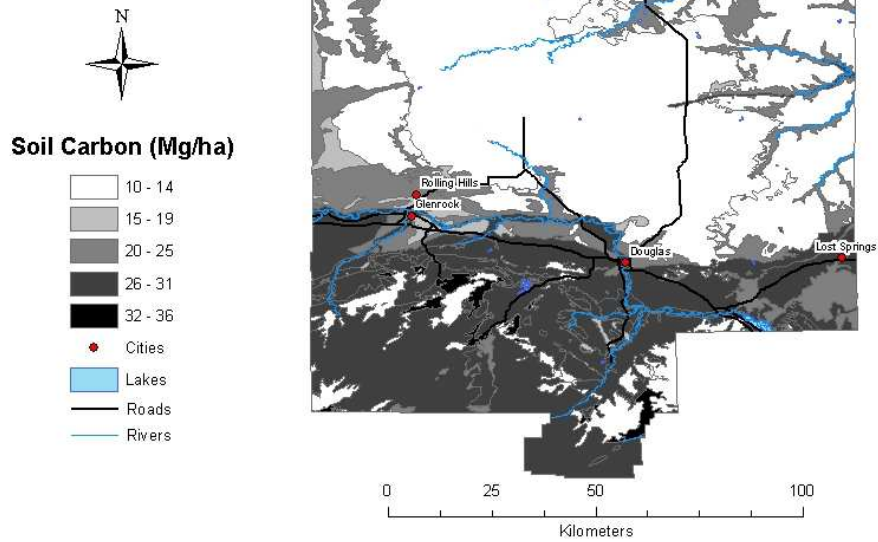 N
Soil Carbon (Mg/ha)
10 - 14
15 - 19
20 - 25
26 - 31
32 - 36
Cities
Lakes
Roads
Rivers
Rolling Hills
Glenrock
Douglas
Lost Springs
0 25 50 100
Kilometers